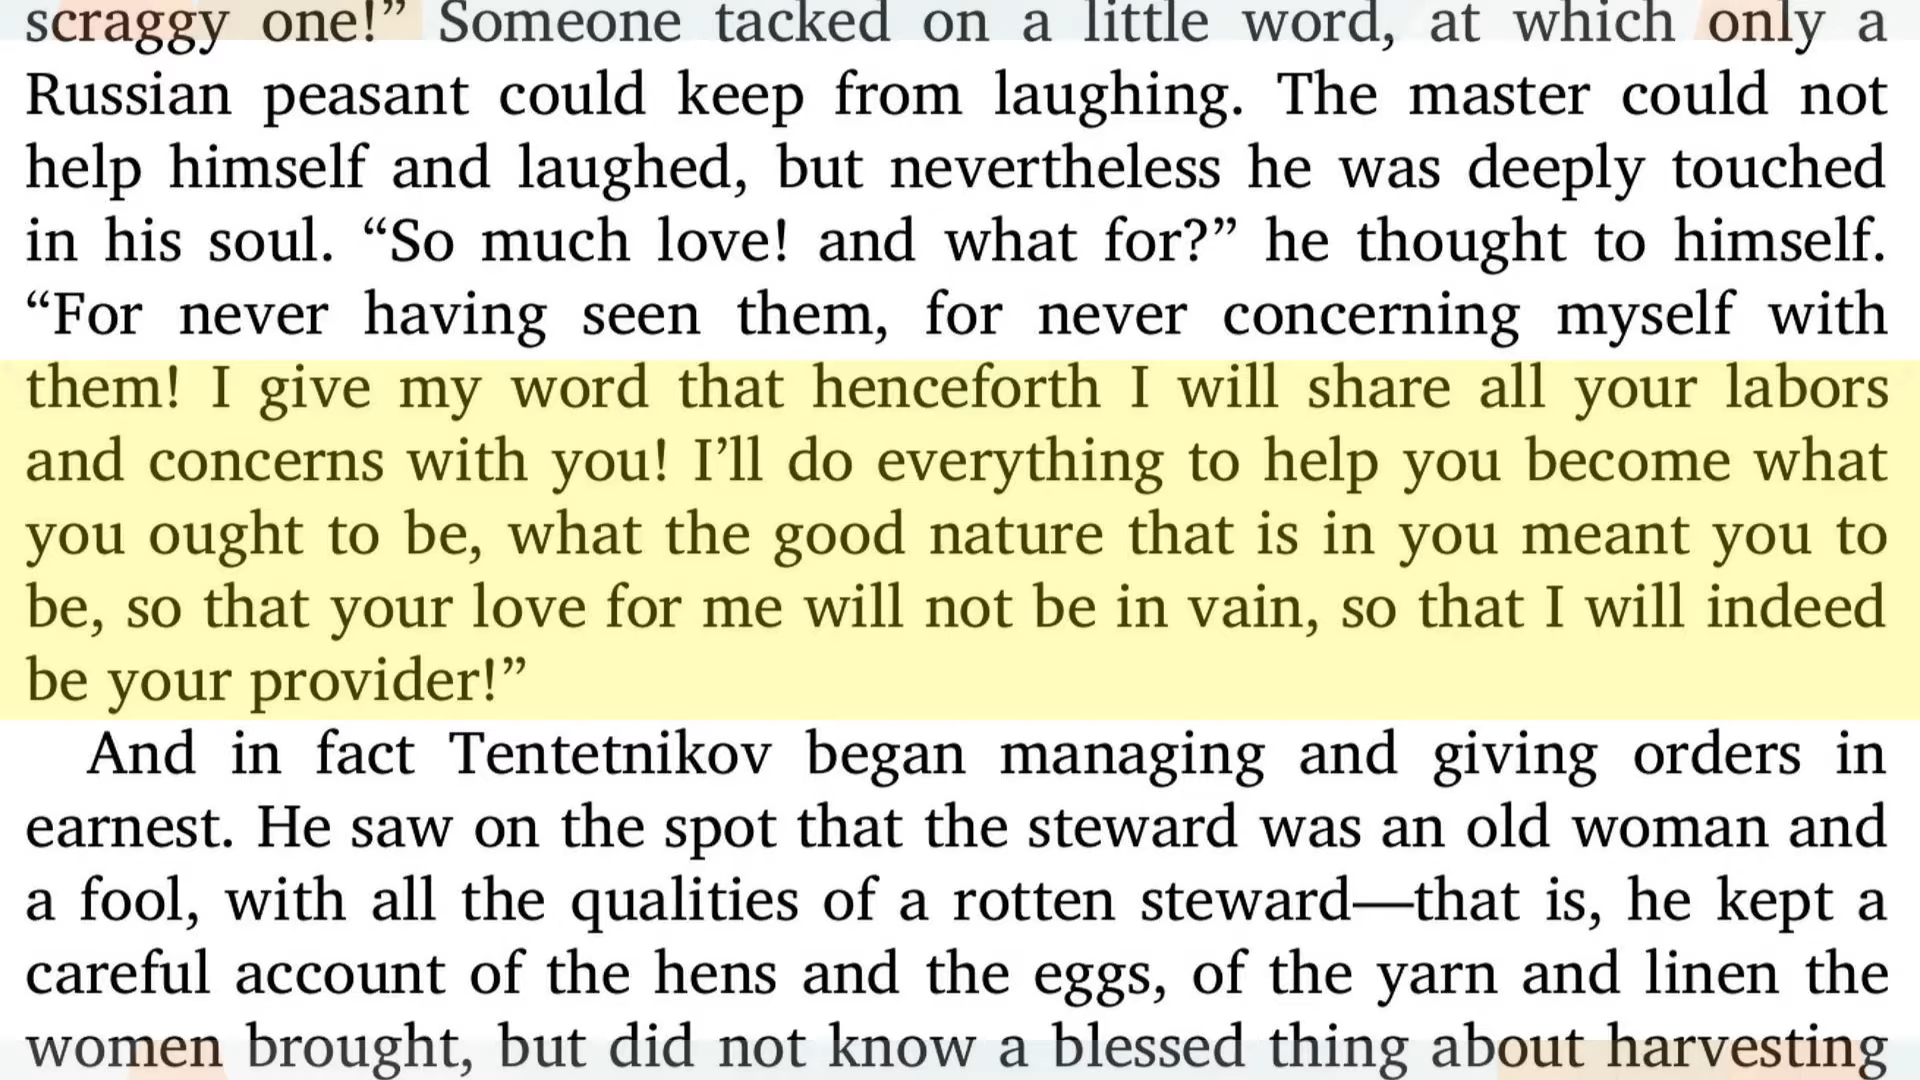 scraggy one!” Someone tacked on a little word, at which only a
Russian peasant could keep from laughing. The master could not
help himself and laughed, but nevertheless he was deeply touched
in his soul. “So much love! and what for?” he thought to himself.
“For never having seen them, for never concerning myself with
them! I give my word that henceforth I will share all your labors
and concerns with you! I’ll do everything to help you become what
you ought to be, what the good nature that is in you meant you to
be, so that your love for me will not be in vain, so that I will indeed
be your provider!”
And in fact Tentetnikov began managing and giving orders in
earnest. He saw on the spot that the steward was an old woman and
a fool, with all the qualities of a rotten steward—that is, he kept a
careful account of the hens and the eggs, of the yarn and linen the
women brought, but did not know a blessed thing about harvesting